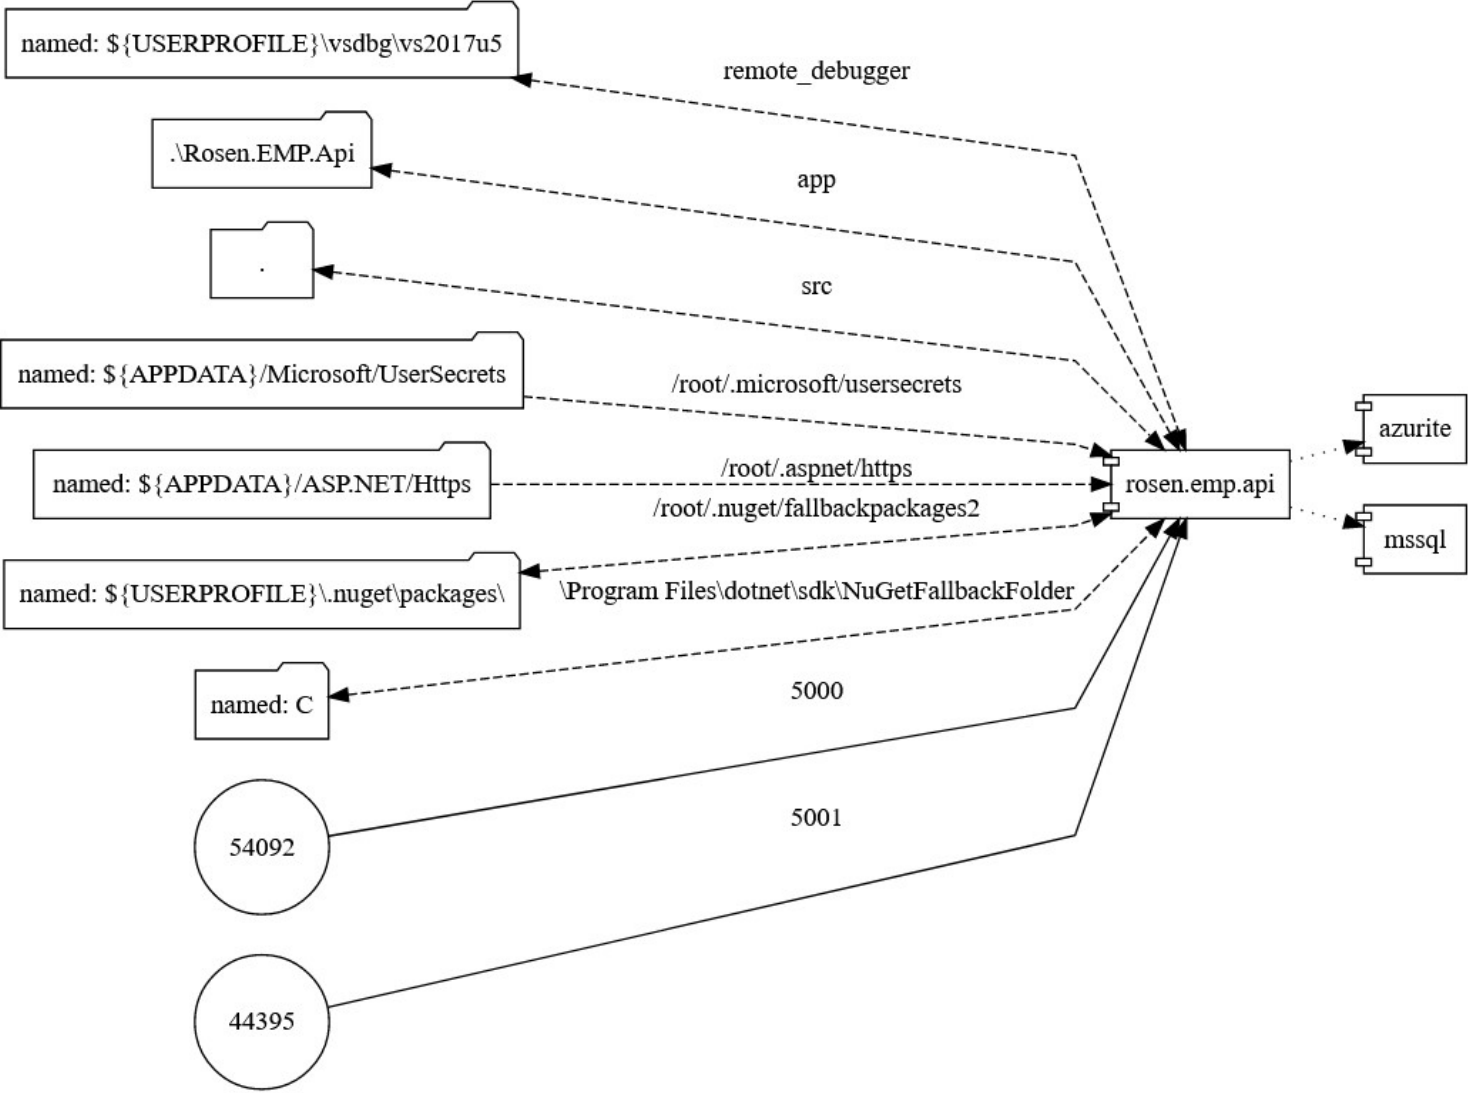 named: ${USERPROFILE}\vsdbg\vs2017u5
remote_debugger
.\Rosen.EMP.Api
app
.
src
named: ${APPDATA}/Microsoft/UserSecrets
/root/.microsoft/usersecrets
named: ${APPDATA}/ASP.NET/Https
/root/.aspnet/https
named: ${USERPROFILE}\.nuget\packages\
/root/.nuget/fallbackpackages2
named: C
\Program Files\dotnet\sdk\NuGetFallbackFolder
54092
5000
44395
5001
rosen.emp.api
azurite
mssql